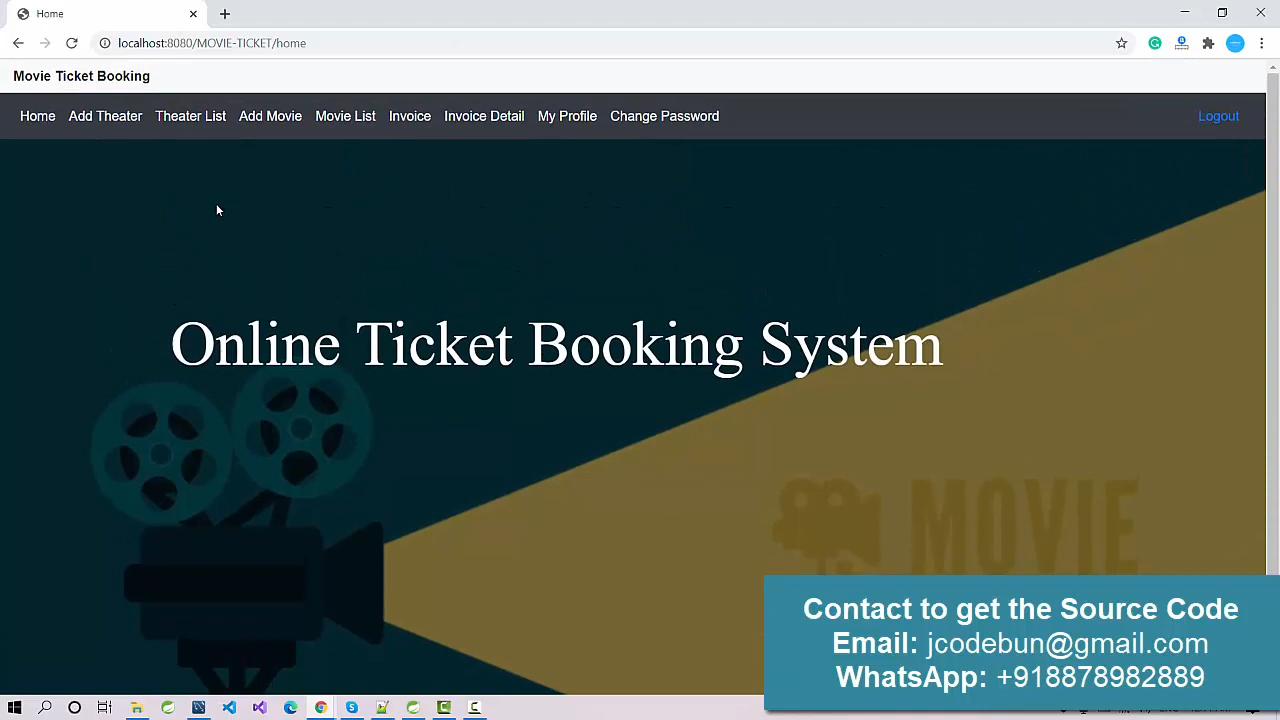 Home
localhost:8080/MOVIE-TICKET/home
Movie Ticket Booking
Home Add Theater Theater List Add Movie Movie List Invoice Invoice Detail My Profile Change Password Logout
Online Ticket Booking System
MOVIE
Contact to get the Source Code
Email: jcodebun@gmail.com
WhatsApp: +918878982889